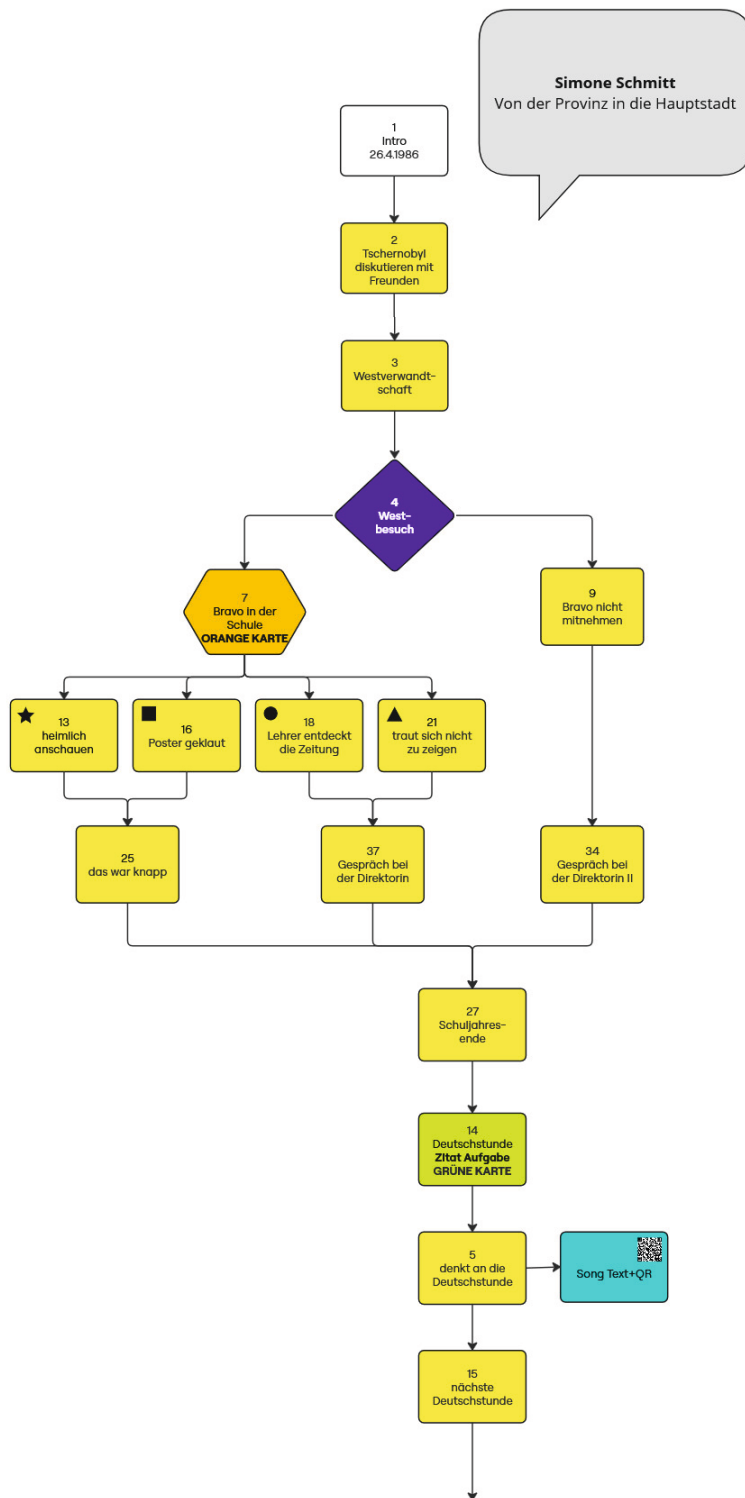 Simone Schmitt
Von der Provinz in die Hauptstadt
1
Intro
26.4.1986
2
Tschernobyl
diskutieren mit
Freunden
3
Westverwandt-
schaft
4
West-
besuch
7
Bravo in der
Schule
ORANGE KARTE
9
Bravo nicht
mitnehmen
13
heimlich
anschauen
16
Poster geklaut
18
Lehrer entdeckt
die Zeitung
21
traut sich nicht
zu zeigen
25
das war knapp
37
Gespräch bei
der Direktorin
34
Gespräch bei
der Direktorin II
27
Schuljahres-
ende
14
Deutschstunde
Zitat Aufgabe
GRÜNE KARTE
5
denkt an die
Deutschstunde
Song Text+QR
15
nächste
Deutschstunde